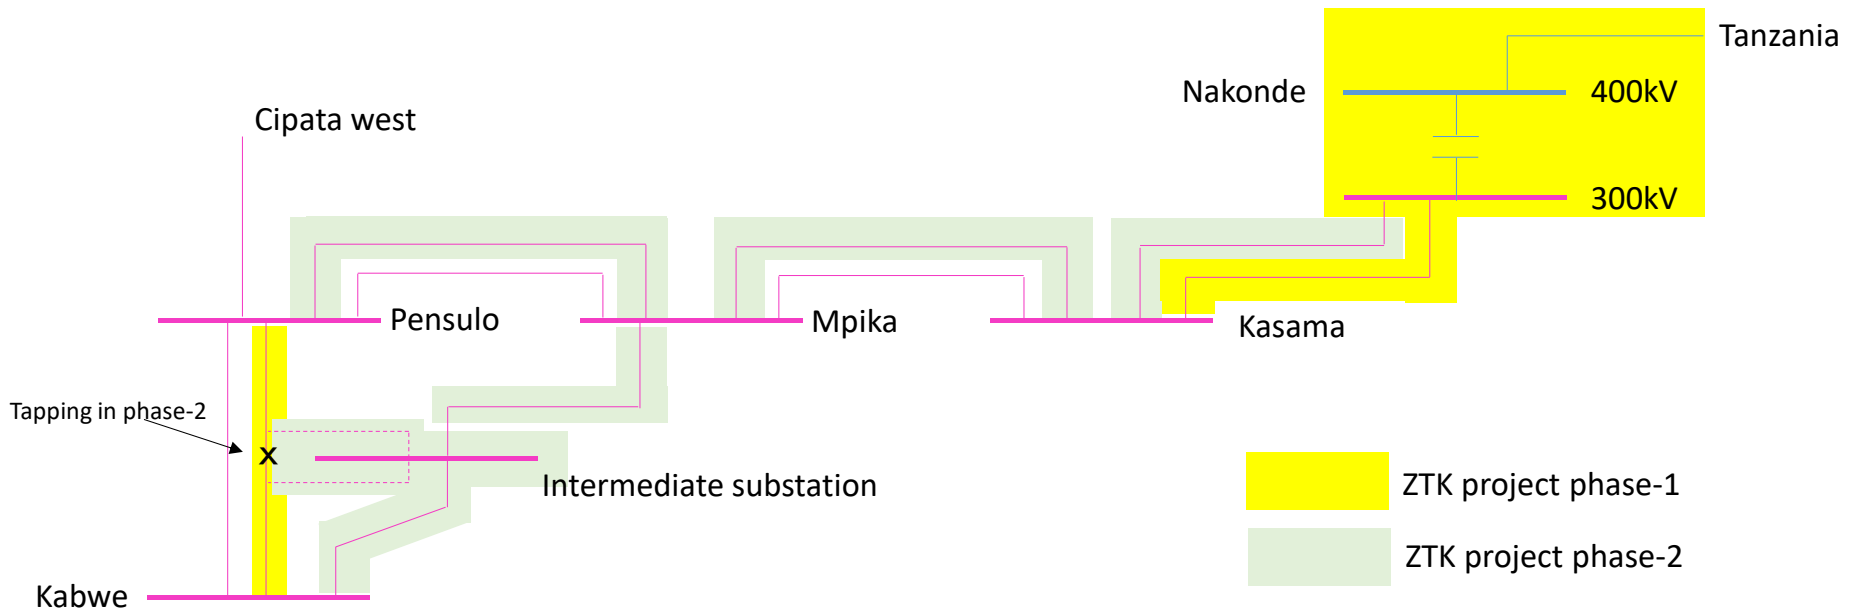 Tanzania
Nakonde
400kV
Cipata west
300kV
Pensulo
Mpika
Kasama
Tapping in phase-2
x
Intermediate substation
ZTK project phase-1
ZTK project phase-2
Kabwe